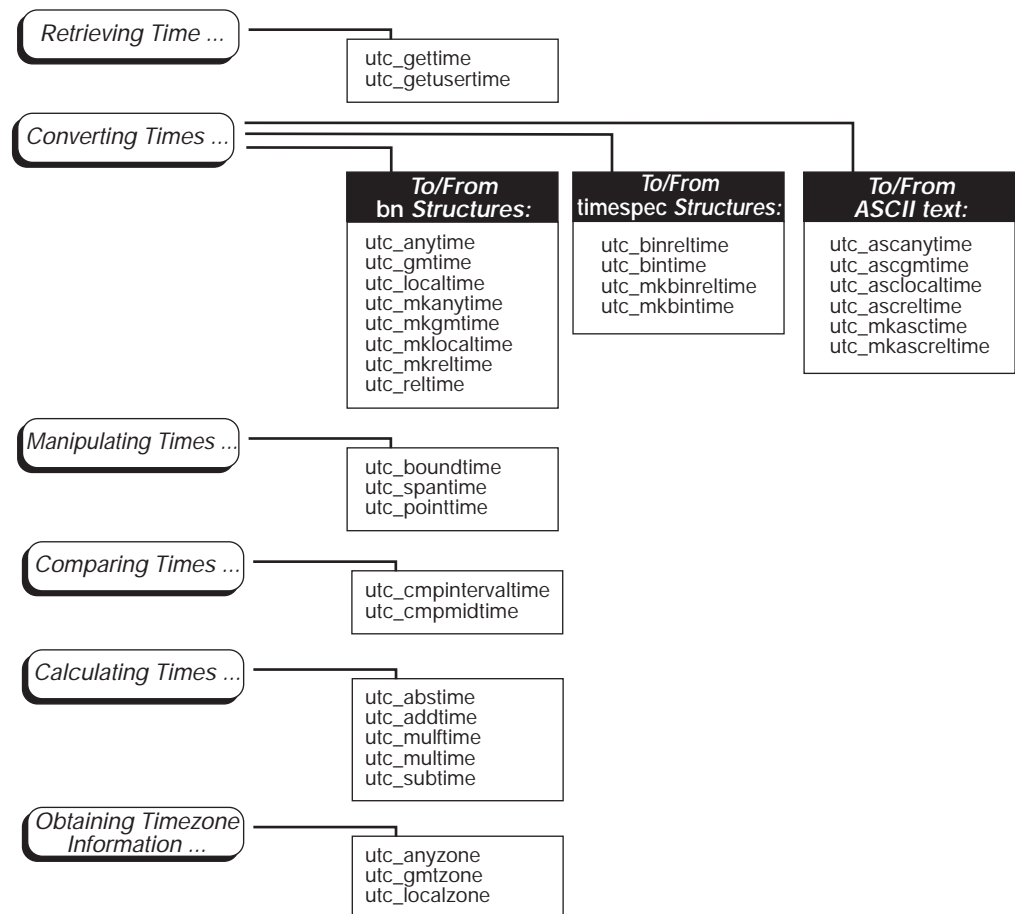 Retrieving Time ...
utc_gettime
utc_getusertime
Converting Times ...
To/From
bn Structures:
utc_anytime
utc_gmtime
utc_localtime
utc_mkanytime
utc_mkgmtime
utc_mklocaltime
utc_mkreltime
utc_reltime
To/From
timespec Structures:
utc_binreltime
utc_bintime
utc_mkbinreltime
utc_mkbintime
To/From
ASCII text:
utc_ascanytime
utc_ascgmtime
utc_asclocaltime
utc_ascreltime
utc_mkasctime
utc_mkascreltime
Manipulating Times ...
utc_boundtime
utc_spantime
utc_pointtime
Comparing Times ...
utc_cmpintervaltime
utc_cmpmidtime
Calculating Times ...
utc_abstime
utc_addtime
utc_mulftime
utc_multime
utc_subtime
Obtaining Timezone
Information ...
utc_anyzone
utc_gmtzone
utc_localzone